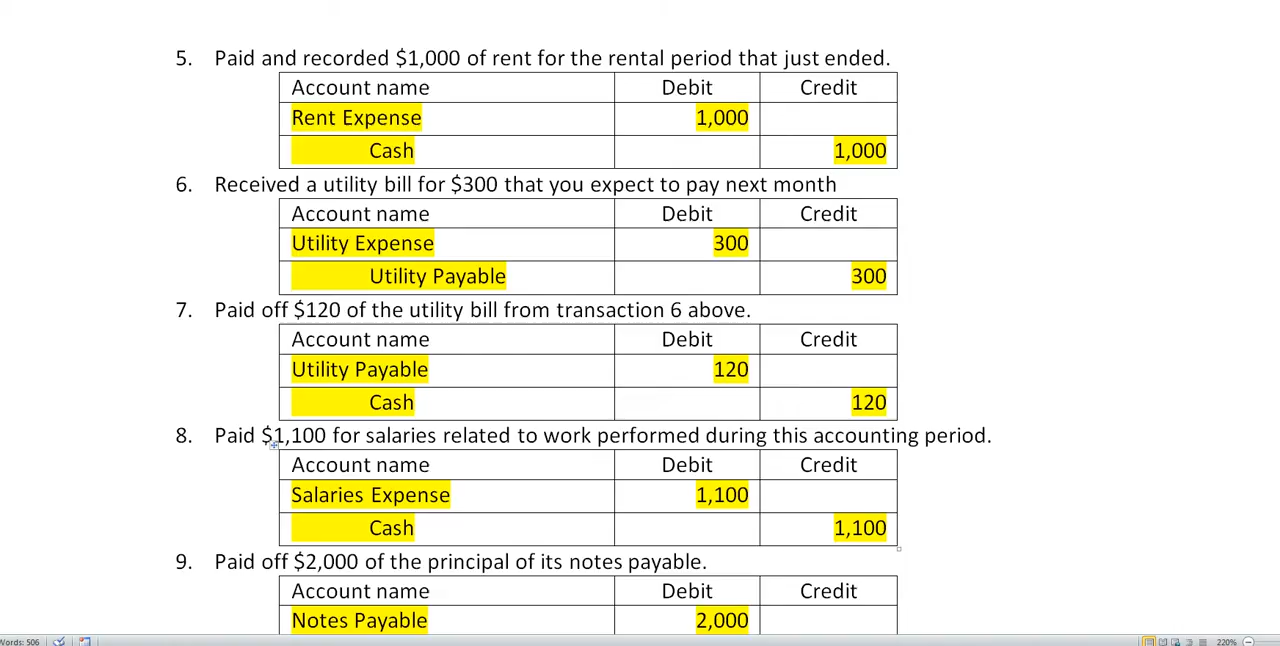 5. Paid and recorded $1,000 of rent for the rental period that just ended.
Account name Debit Credit
Rent Expense 1,000
Cash 1,000
6. Received a utility bill for $300 that you expect to pay next month
Account name Debit Credit
Utility Expense 300
Utility Payable 300
7. Paid off $120 of the utility bill from transaction 6 above.
Account name Debit Credit
Utility Payable 120
Cash 120
8. Paid $1,100 for salaries related to work performed during this accounting period.
Account name Debit Credit
Salaries Expense 1,100
Cash 1,100
9. Paid off $2,000 of the principal of its notes payable.
Account name Debit Credit
Notes Payable 2,000
Words: 506 220%